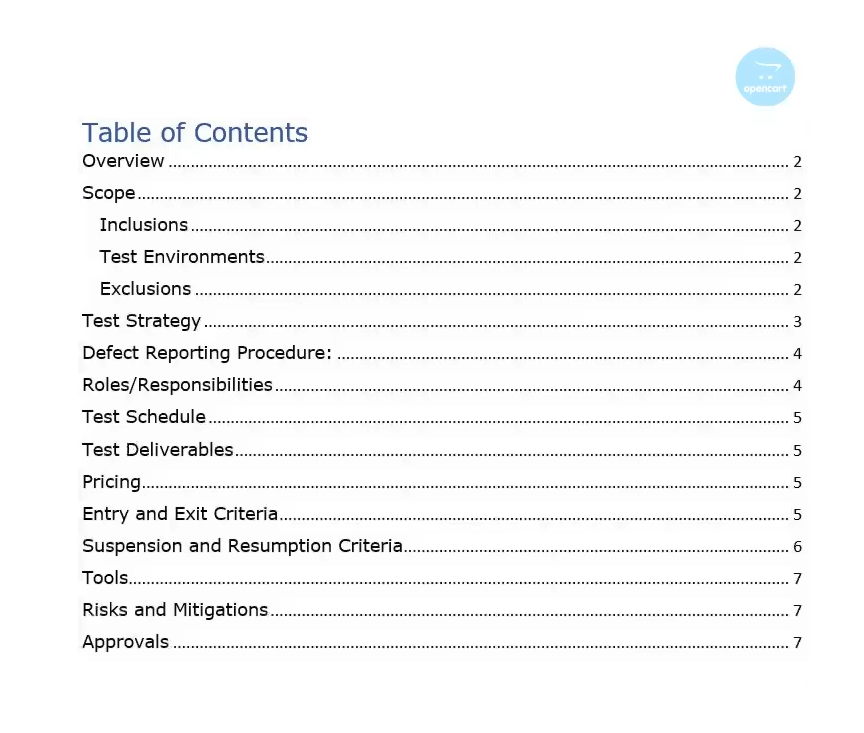 opencart
Table of Contents
Overview ........................................................................ 2
Scope ........................................................................ 2
Inclusions ........................................................................ 2
Test Environments ........................................................................ 2
Exclusions ........................................................................ 2
Test Strategy ........................................................................ 3
Defect Reporting Procedure: ........................................................................ 4
Roles/Responsibilities ........................................................................ 4
Test Schedule ........................................................................ 5
Test Deliverables ........................................................................ 5
Pricing ........................................................................ 5
Entry and Exit Criteria ........................................................................ 5
Suspension and Resumption Criteria ........................................................................ 6
Tools ........................................................................ 7
Risks and Mitigations ........................................................................ 7
Approvals ........................................................................ 7